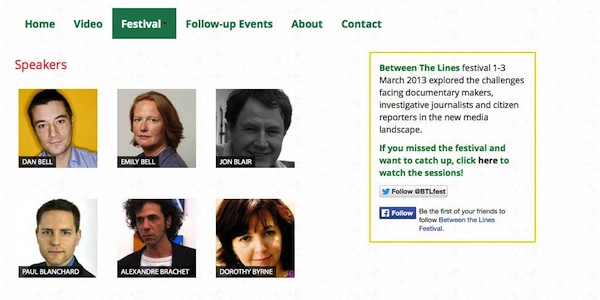 Home Video Festival Follow-up Events About Contact
Speakers
DAN BELL
EMILY BELL
JON BLAIR
PAUL BLANCHARD
ALEXANDRE BRACHET
DOROTHY BYRNE
Between The Lines festival 1-3
March 2013 explored the challenges
facing documentary makers,
investigative journalists and citizen
reporters in the new media
landscape.
If you missed the festival and
want to catch up, click here to
watch the sessions!
Follow @BTLfest
Follow
Be the first of your friends to
follow Between the Lines
Festival.